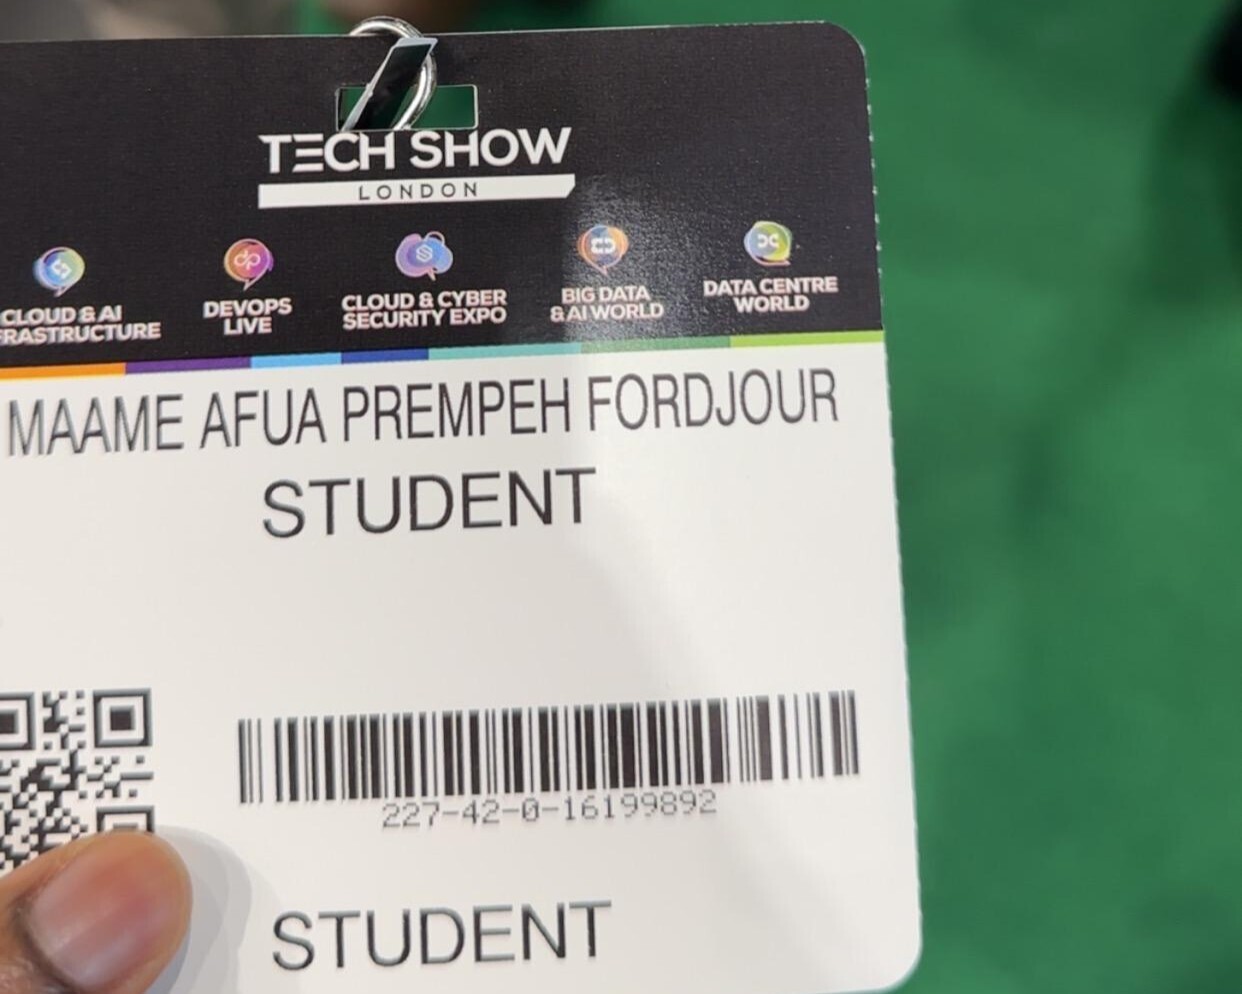 TECH SHOW
LONDON
CLOUD & AI
FRASTRUCTURE
DEVOPS
LIVE
CLOUD & CYBER
SECURITY EXPO
BIG DATA
& AI WORLD
DATA CENTRE
WORLD
MAAME AFUA PREMPEH FORDJOUR
STUDENT
227-42-0-16199892
STUDENT